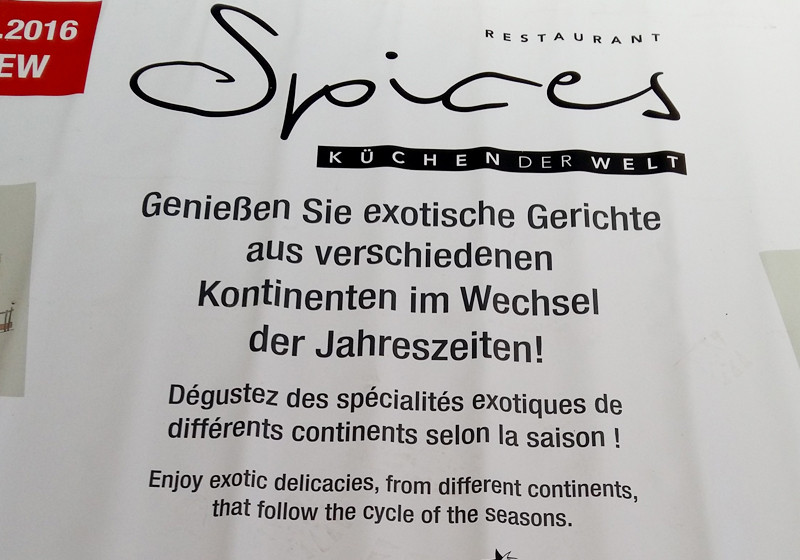 .2016
EW
RESTAURANT
Spices
KÜCHEN DER WELT
Genießen Sie exotische Gerichte
aus verschiedenen
Kontinenten im Wechsel
der Jahreszeiten!
Dégustez des spécialités exotiques de
différents continents selon la saison !
Enjoy exotic delicacies, from different continents,
that follow the cycle of the seasons.